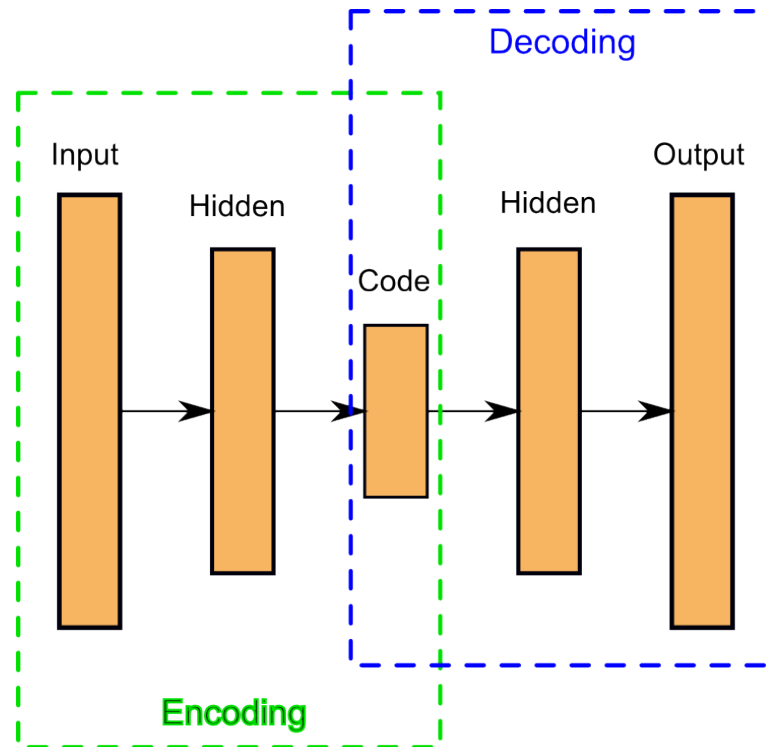 Decoding
Input
Hidden
Code
Hidden
Output
Encoding